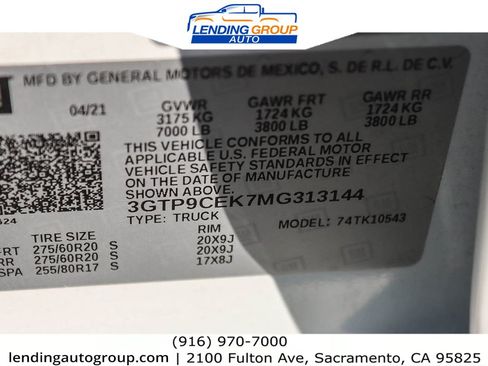 LENDING GROUP
AUTO
MFD BY GENERAL MOTORS DE MEXICO, S. DE R.L. DE C.V.
04/21 GVWR GAWR FRT GAWR RR
3175 KG 1724 KG 1724 KG
7000 LB 3800 LB 3800 LB
THIS VEHICLE CONFORMS TO ALL
APPLICABLE U.S. FEDERAL MOTOR
VEHICLE SAFETY STANDARDS IN EFFECT
ON THE DATE OF MANUFACTURE
SHOWN ABOVE.
3GTP9CEK7MG313144
TYPE: TRUCK MODEL: 74TK10543
TIRE SIZE RIM
FRT 275/60R20 S 20X9J
RR 275/60R20 S 20X9J
SPA 255/80R17 S 17X8J
(916) 970-7000
lendingautogroup.com | 2100 Fulton Ave, Sacramento, CA 95825